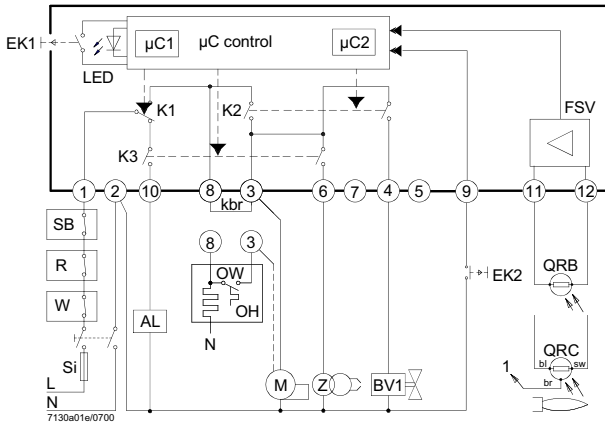 EK1
LED
µC1
µC control
µC2
K1
K2
FSV
K3
1
2
10
8
3
6
7
4
5
9
11
12
kbr
SB
8
3
QRB
R
OW
EK2
OH
W
AL
N
QRC
Si
1
bl
sw
L
M
Z
BV1
br
N
7130a01e/0700